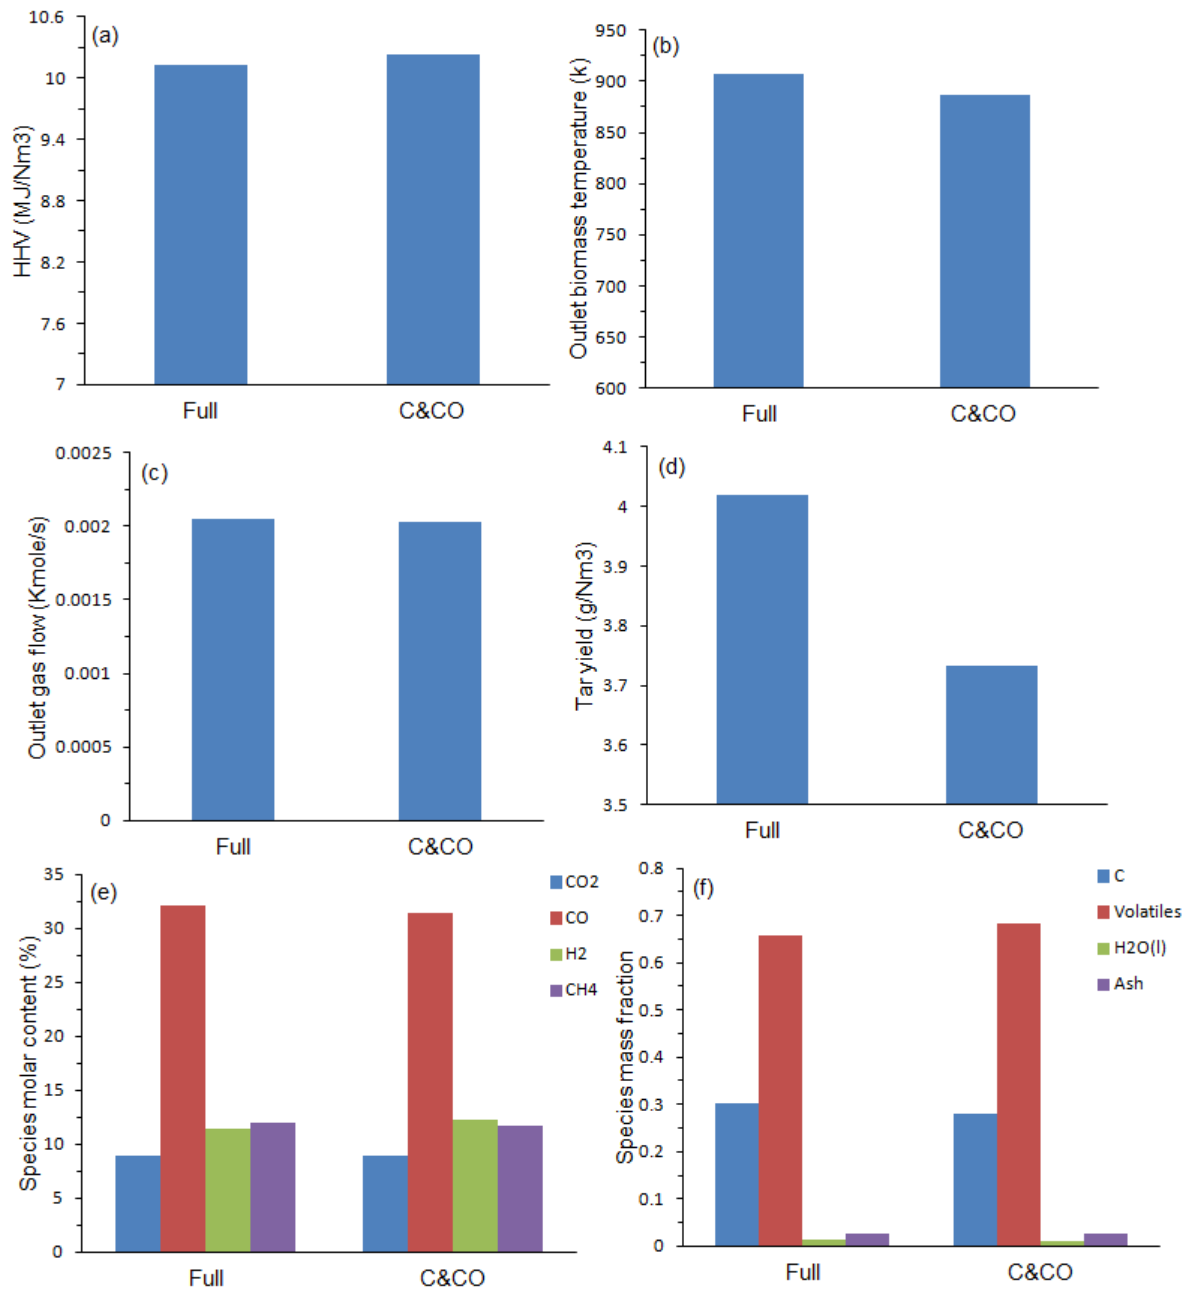 (a)
HHV (MJ/Nm3)
10.6
10
9.4
8.8
8.2
7.6
7
Full C&CO
(b)
Outlet biomass temperature (k)
950
900
850
800
750
700
650
600
Full C&CO
(c)
Outlet gas flow (Kmole/s)
0.0025
0.002
0.0015
0.001
0.0005
0
Full C&CO
(d)
Tar yield (g/Nm3)
4.1
4
3.9
3.8
3.7
3.6
3.5
Full C&CO
(e)
Species molar content (%)
35
30
25
20
15
10
5
0
Full C&CO
CO2
CO
H2
CH4
(f)
Species mass fraction
0.8
0.7
0.6
0.5
0.4
0.3
0.2
0.1
0
Full C&CO
C
Volatiles
H2O(l)
Ash